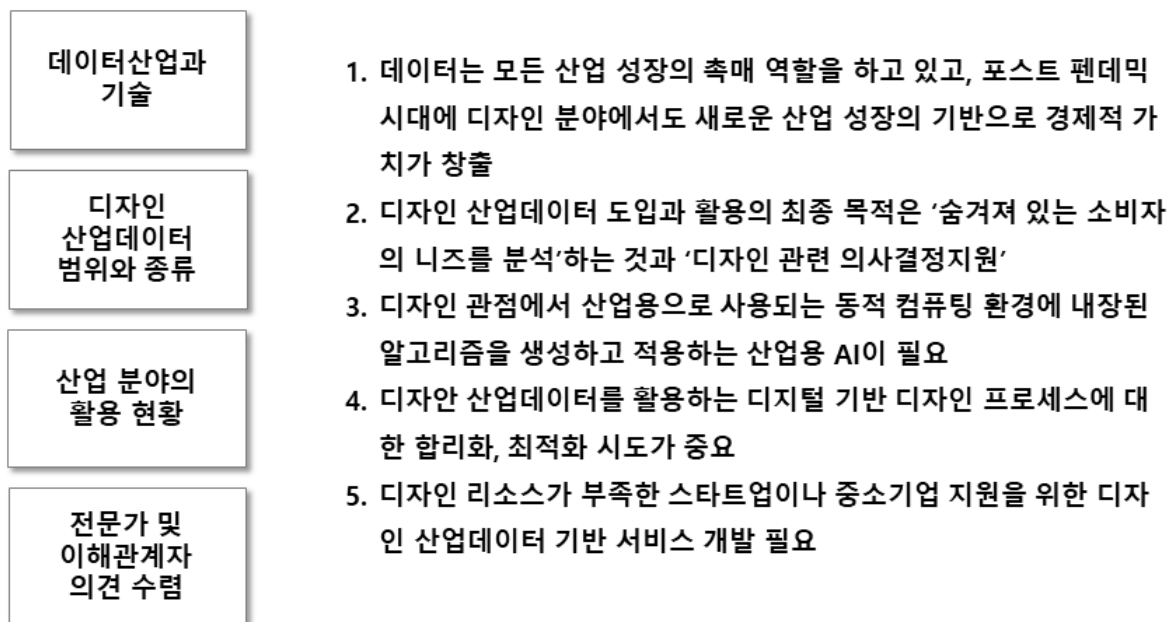 데이터산업과
기술
디자인
산업데이터
범위와 종류
산업 분야의
활용 현황
전문가 및
이해관계자
의견 수렴
1. 데이터는 모든 산업 성장의 촉매 역할을 하고 있고, 포스트 펜데믹
시대에 디자인 분야에서도 새로운 산업 성장의 기반으로 경제적 가
치가 창출
2. 디자인 산업데이터 도입과 활용의 최종 목적은 ‘숨겨져 있는 소비자
의 니즈를 분석’하는 것과 ‘디자인 관련 의사결정지원’
3. 디자인 관점에서 산업용으로 사용되는 동적 컴퓨팅 환경에 내장된
알고리즘을 생성하고 적용하는 산업용 AI이 필요
4. 디자안 산업데이터를 활용하는 디지털 기반 디자인 프로세스에 대
한 합리화, 최적화 시도가 중요
5. 디자인 리소스가 부족한 스타트업이나 중소기업 지원을 위한 디자
인 산업데이터 기반 서비스 개발 필요